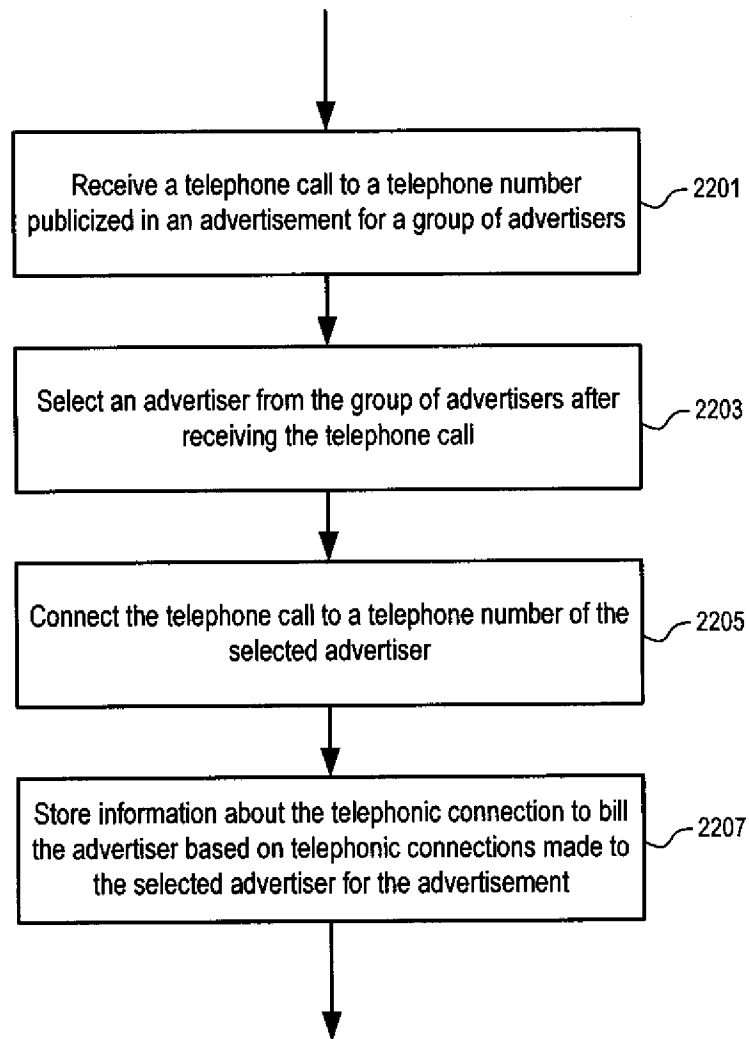 Receive a telephone call to a telephone number
publicized in an advertisement for a group of advertisers
2201
Select an advertiser from the group of advertisers after
receiving the telephone call
2203
Connect the telephone call to a telephone number of the
selected advertiser
2205
Store information about the telephonic connection to bill
the advertiser based on telephonic connections made to
the selected advertiser for the advertisement
2207